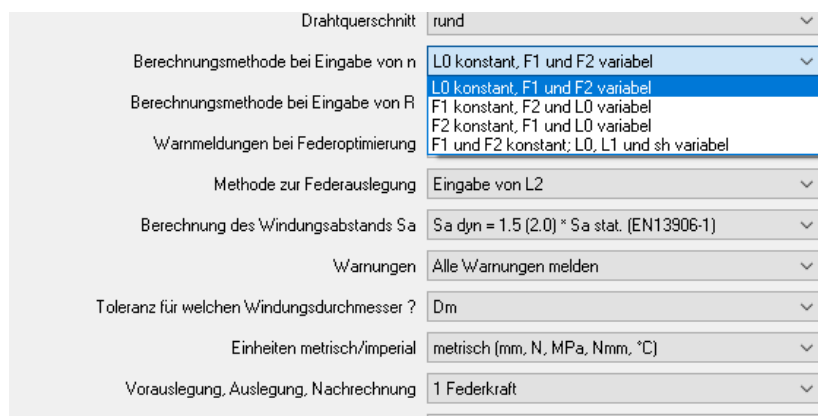 Drahtquerschnitt rund
Berechnungsmethode bei Eingabe von n L0 konstant, F1 und F2 variabel
L0 konstant, F1 und F2 variabel
Berechnungsmethode bei Eingabe von R F1 konstant, F2 und L0 variabel
F2 konstant, F1 und L0 variabel
Warnmeldungen bei Federoptimierung F1 und F2 konstant; L0, L1 und sh variabel
Methode zur Federauslegung Eingabe von L2
Berechnung des Windungsabstands Sa Sa dyn = 1.5 (2.0) * Sa stat. (EN13906-1)
Warnungen Alle Warnungen melden
Toleranz für welchen Windungsdurchmesser ? Dm
Einheiten metrisch/imperial metrisch (mm, N, MPa, Nmm, °C)
Vorauslegung, Auslegung, Nachrechnung 1 Federkraft